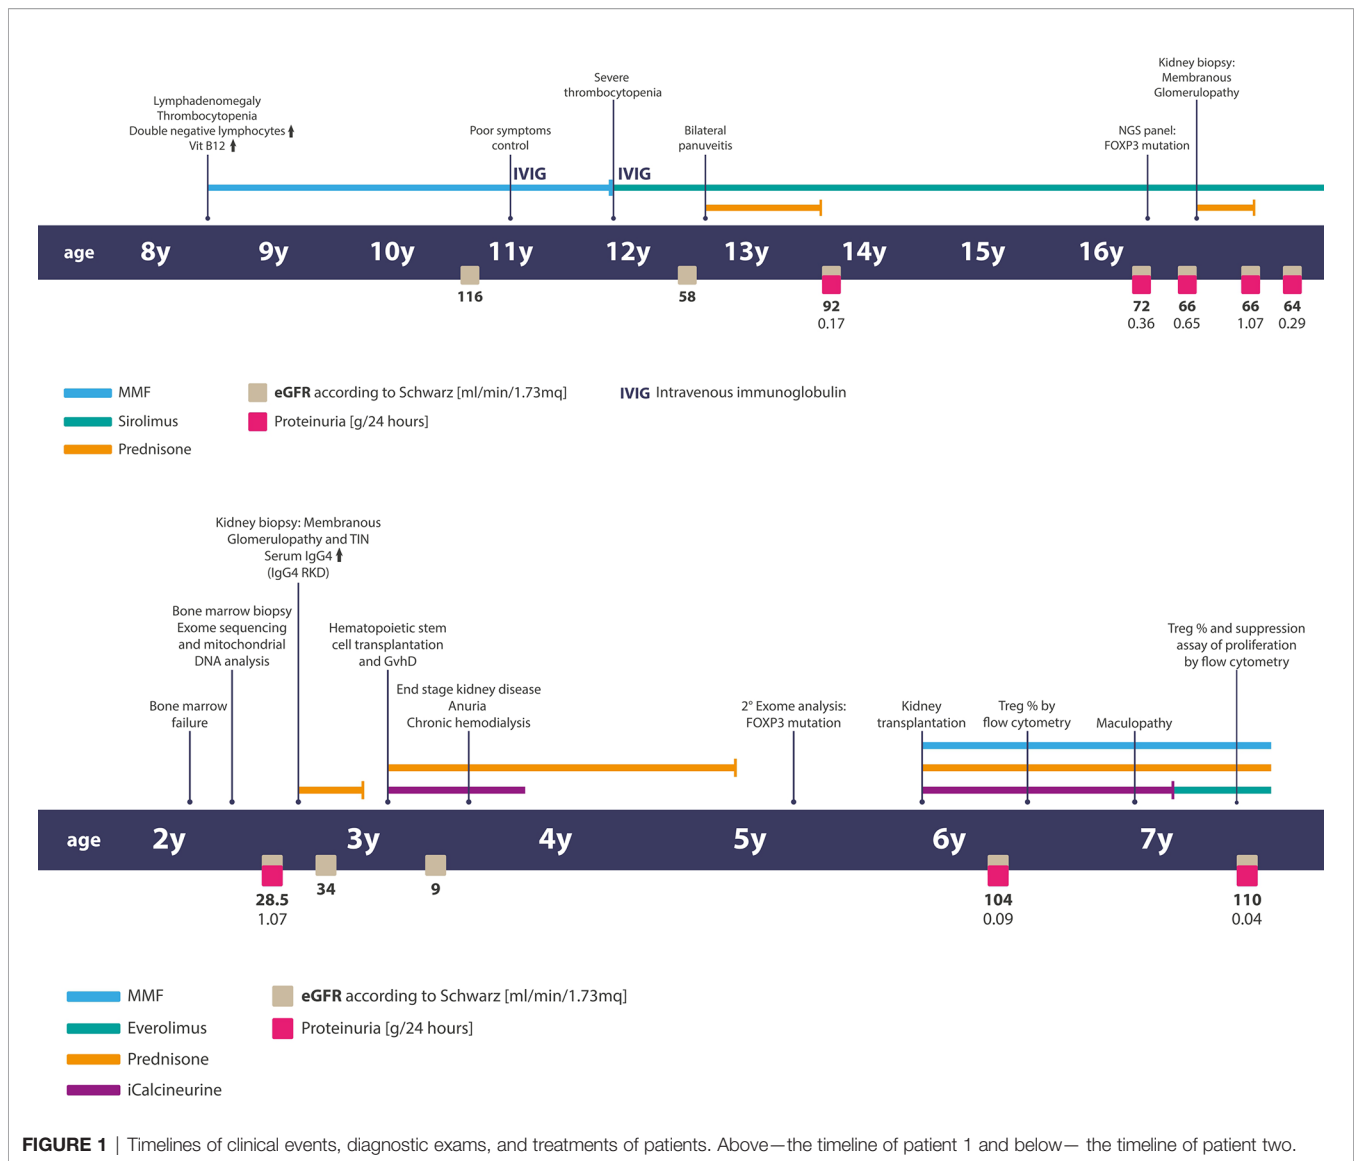 Lymphadenomegaly
Thrombocytopenia
Double negative lymphocytes
Vit B12
Poor symptoms
control
IVIG
Severe
thrombocytopenia
IVIG
Bilateral
panuveitis
NGS panel:
FOXP3 mutation
Kidney biopsy:
Membranous
Glomerulopathy
age 8y 9y 10y 11y 12y 13y 14y 15y 16y
116 58 92 72 66 66 64
0.17 0.36 0.65 1.07 0.29
MMF
Sirolimus
Prednisone
eGFR according to Schwarz [ml/min/1.73mq]
Proteinuria [g/24 hours]
IVIG Intravenous immunoglobulin
Bone marrow
failure
Bone marrow biopsy
Exome sequencing
and mitochondrial
DNA analysis
Kidney biopsy: Membranous
Glomerulopathy and TIN
Serum IgG4
(IgG4 RKD)
Hematopoietic stem
cell transplantation
and GvhD
End stage kidney disease
Anuria
Chronic hemodialysis
2° Exome analysis:
FOXP3 mutation
Kidney
transplantation
Treg % by
flow cytometry
Maculopathy
Treg % and suppression
assay of proliferation
by flow cytometry
age 2y 3y 4y 5y 6y 7y
28.5 34 9 104 110
1.07 0.09 0.04
MMF
Everolimus
Prednisone
iCalcineurine
eGFR according to Schwarz [ml/min/1.73mq]
Proteinuria [g/24 hours]
FIGURE 1 | Timelines of clinical events, diagnostic exams, and treatments of patients. Above—the timeline of patient 1 and below— the timeline of patient two.